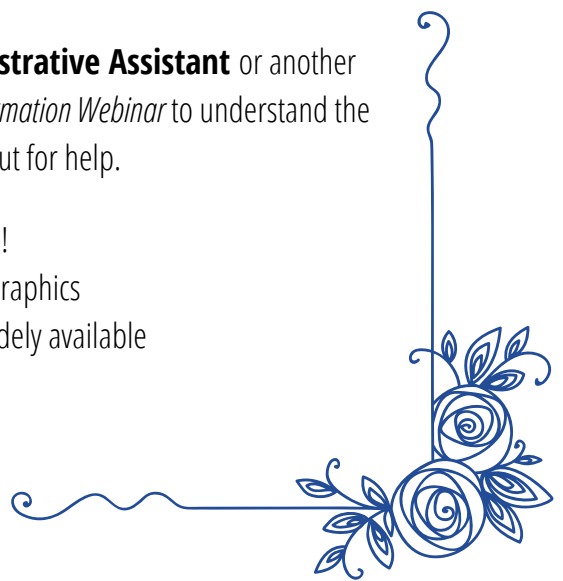 strative Assistant or another
mation Webinar to understand the
ut for help.
!
raphics
dely available